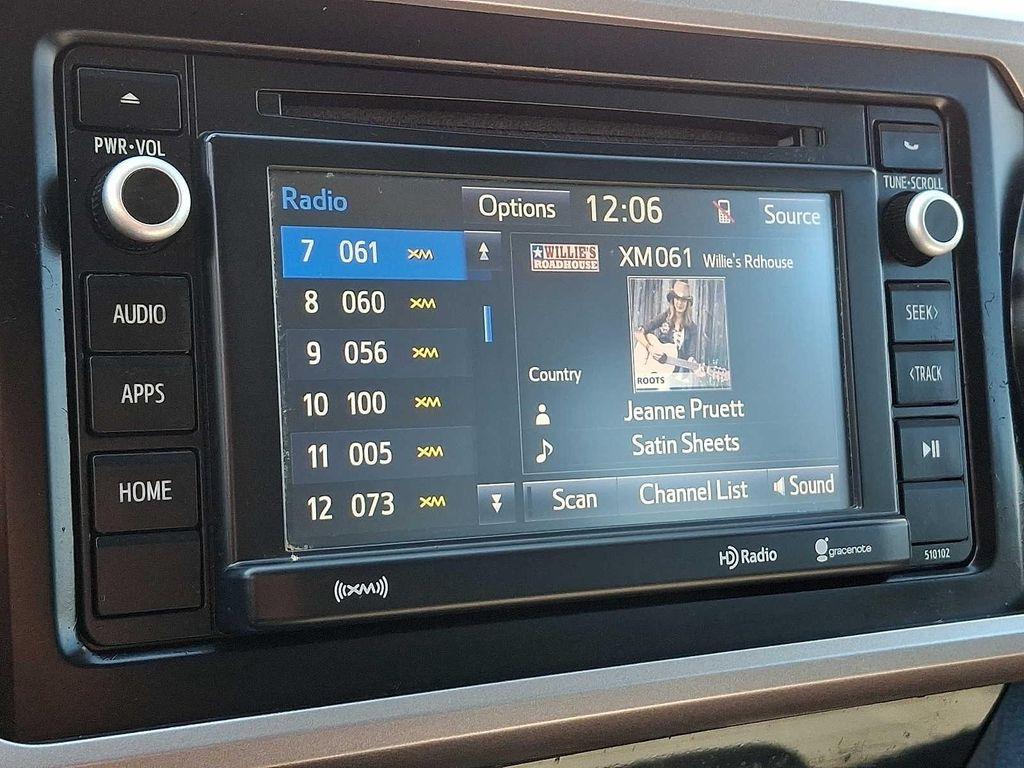 PWR•VOL
TUNE•SCROLL
Radio Options 12:06 Source
7 061 XM
8 060 XM
9 056 XM
10 100 XM
11 005 XM
12 073 XM
WILLIE'S
ROADHOUSE
XM061 Willie's Rdhouse
ROOTS
Country
Jeanne Pruett
Satin Sheets
Scan Channel List Sound
AUDIO
APPS
HOME
SEEK>
<TRACK
510102
((XM))
HD Radio
gracenote